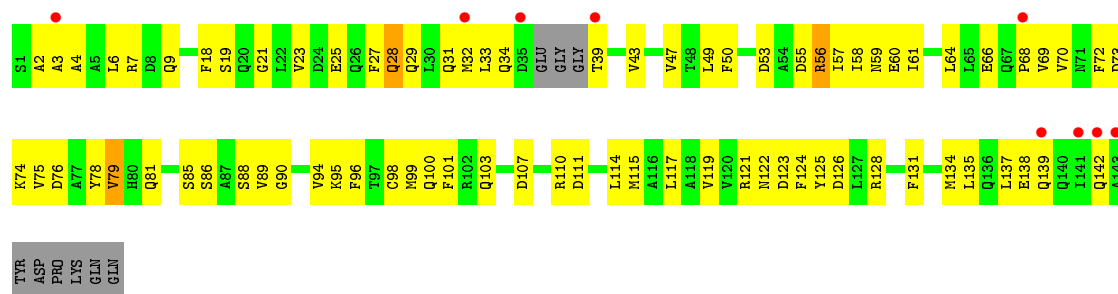 S1 A2 A3 A4 A5 L6 R7 D8 Q9 F18 S19 Q20 G21 L22 V23 D24 E25 Q26 F27 Q28 Q29 L30 Q31 M32 L33 Q34 D35 GLU GLY GLY T39 V43 V47 T48 L49 F50 D53 A54 D55 R56 I57 I58 N59 E60 I61 L64 L65 E66 Q67 P68 V69 V70 N71 F72 D73
K74 V75 D76 A77 Y78 V79 H80 Q81 S85 S86 A87 S88 V89 G90 V94 K95 F96 T97 C98 M99 Q100 F101 R102 Q103 D107 R110 D111 L114 M115 A116 L117 A118 V119 V120 R121 N122 D123 F124 Y125 D126 L127 R128 F131 M134 L135 Q136 L137 E138 Q139 Q140 I141 Q142 A143
TYR ASP PRO LYS GLN GLN